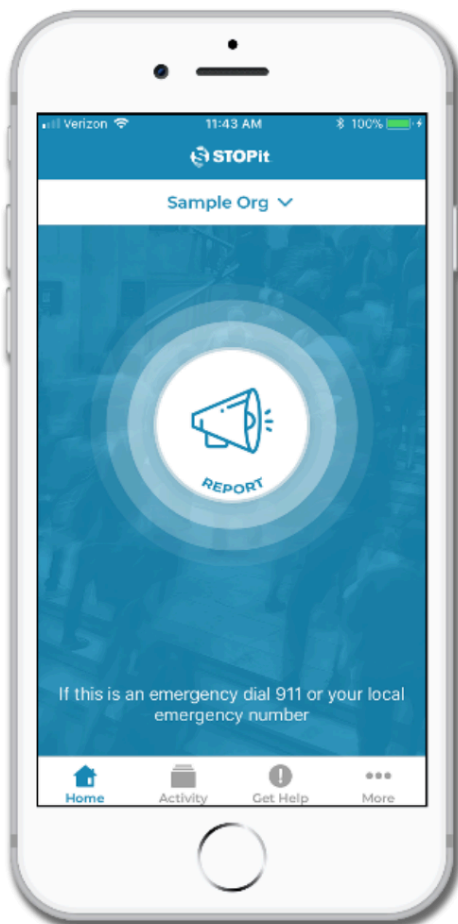 Verizon 11:43 AM 100%
STOPit
Sample Org
REPORT
If this is an emergency dial 911 or your local
emergency number
Home Activity Get Help More